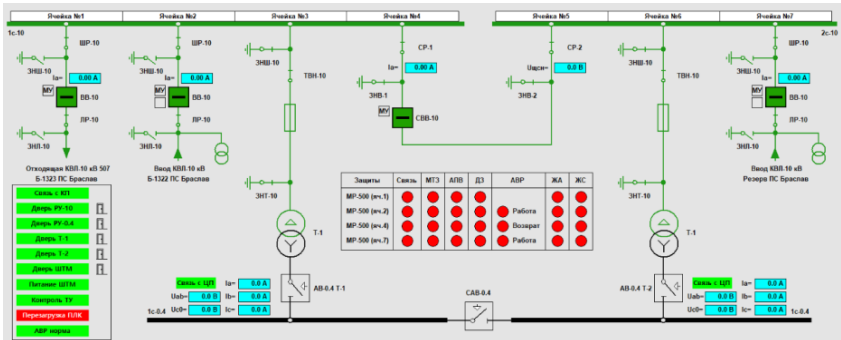 Ячейка №1 Ячейка №2 Ячейка №3 Ячейка №4 Ячейка №5 Ячейка №6 Ячейка №7
1с.10 2с.10
ШР-10 ШР-10 СР-1 СР-2 ШР-10
ЗНШ-10 ЗНШ-10 ЗНШ-10 ЗНШ-10 ЗНШ-10
Ia= 0.00 А Ia= 0.00 А ТВН-10 Ia= 0.00 А Uщсн= 0.0 В ТВН-10 Ia= 0.00 А
МУ ВВ-10 МУ ВВ-10 ЗНВ-1 ЗНВ-2 МУ ВВ-10
МУ СВВ-10
ЛР-10 ЛР-10 ЛР-10
ЗНЛ-10 ЗНЛ-10 ЗНЛ-10
Отходящая КВЛ-10 кВ 507 Ввод КВЛ-10 кВ Ввод КВЛ-10 кВ
Б-1323 ПС Браслав Б-1322 ПС Браслав Резерв ПС Браслав
ЗНТ-10 ЗНТ-10
Защиты Связь МТЗ АПВ ДЗ АВР ЖА ЖС
МР-500 (яч.1)
МР-500 (яч.2) Работа
МР-500 (яч.4) Возврат
МР-500 (яч.7) Работа
Связь с КП
Дверь РУ-10
Дверь РУ-0.4
Дверь Т-1
Дверь Т-2
Дверь ШТМ
Питание ШТМ
Контроль ТУ
Перезагрузка ПЛК
АВР норма
Т-1 Т-1
Связь с ЦП Ia= 0.0 А АВ-0.4 Т-1 САВ-0.4 АВ-0.4 Т-2 Связь с ЦП Ia= 0.0 А
Uab= 0.0 В Ib= 0.0 А Uab= 0.0 В Ib= 0.0 А
1с-0.4 Uc0= 0.0 В Ic= 0.0 А Uc0= 0.0 В Ic= 0.0 А 1с-0.4